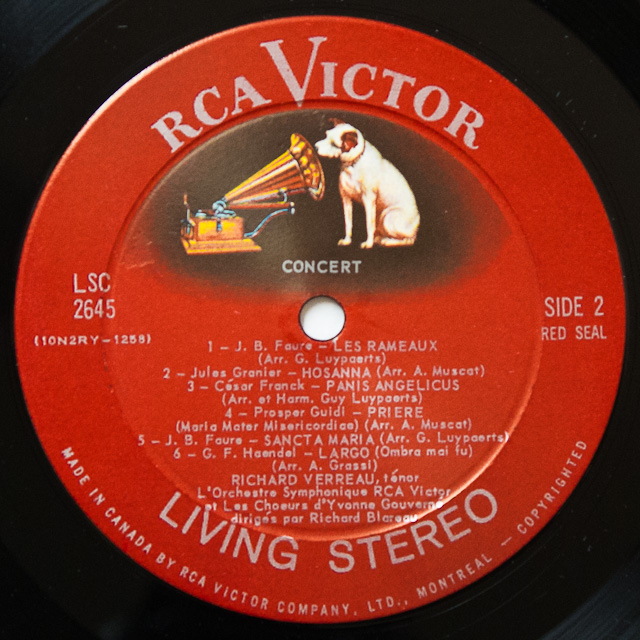 RCA VICTOR
CONCERT
LSC
2645
(10N2RY-1258)
SIDE 2
RED SEAL
1 – J. B. Faure – LES RAMEAUX
(Arr. G. Luypaerts)
2 – Jules Granier – HOSANNA (Arr. A. Muscat)
3 – César Franck – PANIS ANGELICUS
(Arr. et Harm. Guy Luypaerts)
4 – Prosper Guidi – PRIERE
(Maria Mater Misericordiae) (Arr. A. Muscat)
5 – J. B. Faure – SANCTA MARIA (Arr. G. Luypaerts)
6 – G. F. Haendel – LARGO (Ombra mai fu)
(Arr. A. Grassi)
RICHARD VERREAU, ténor
L'Orchestre Symphonique RCA Victor
et Les Choeurs d'Yvonne Gouverné
dirigés par Richard Blareau
LIVING STEREO
MADE IN CANADA BY RCA VICTOR COMPANY, LTD., MONTREAL – COPYRIGHTED